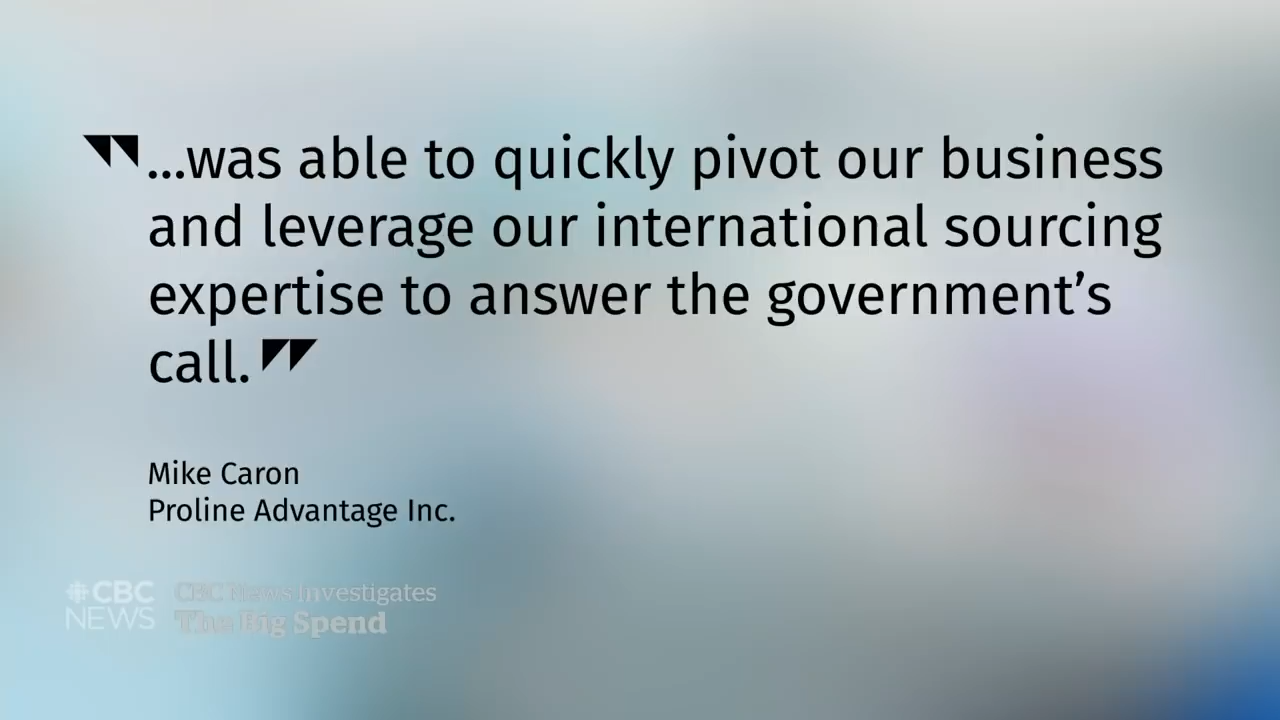 ...was able to quickly pivot our business
and leverage our international sourcing
expertise to answer the government’s
call.
Mike Caron
Proline Advantage Inc.
CBC
NEWS
CBC News Investigates
The Big Spend